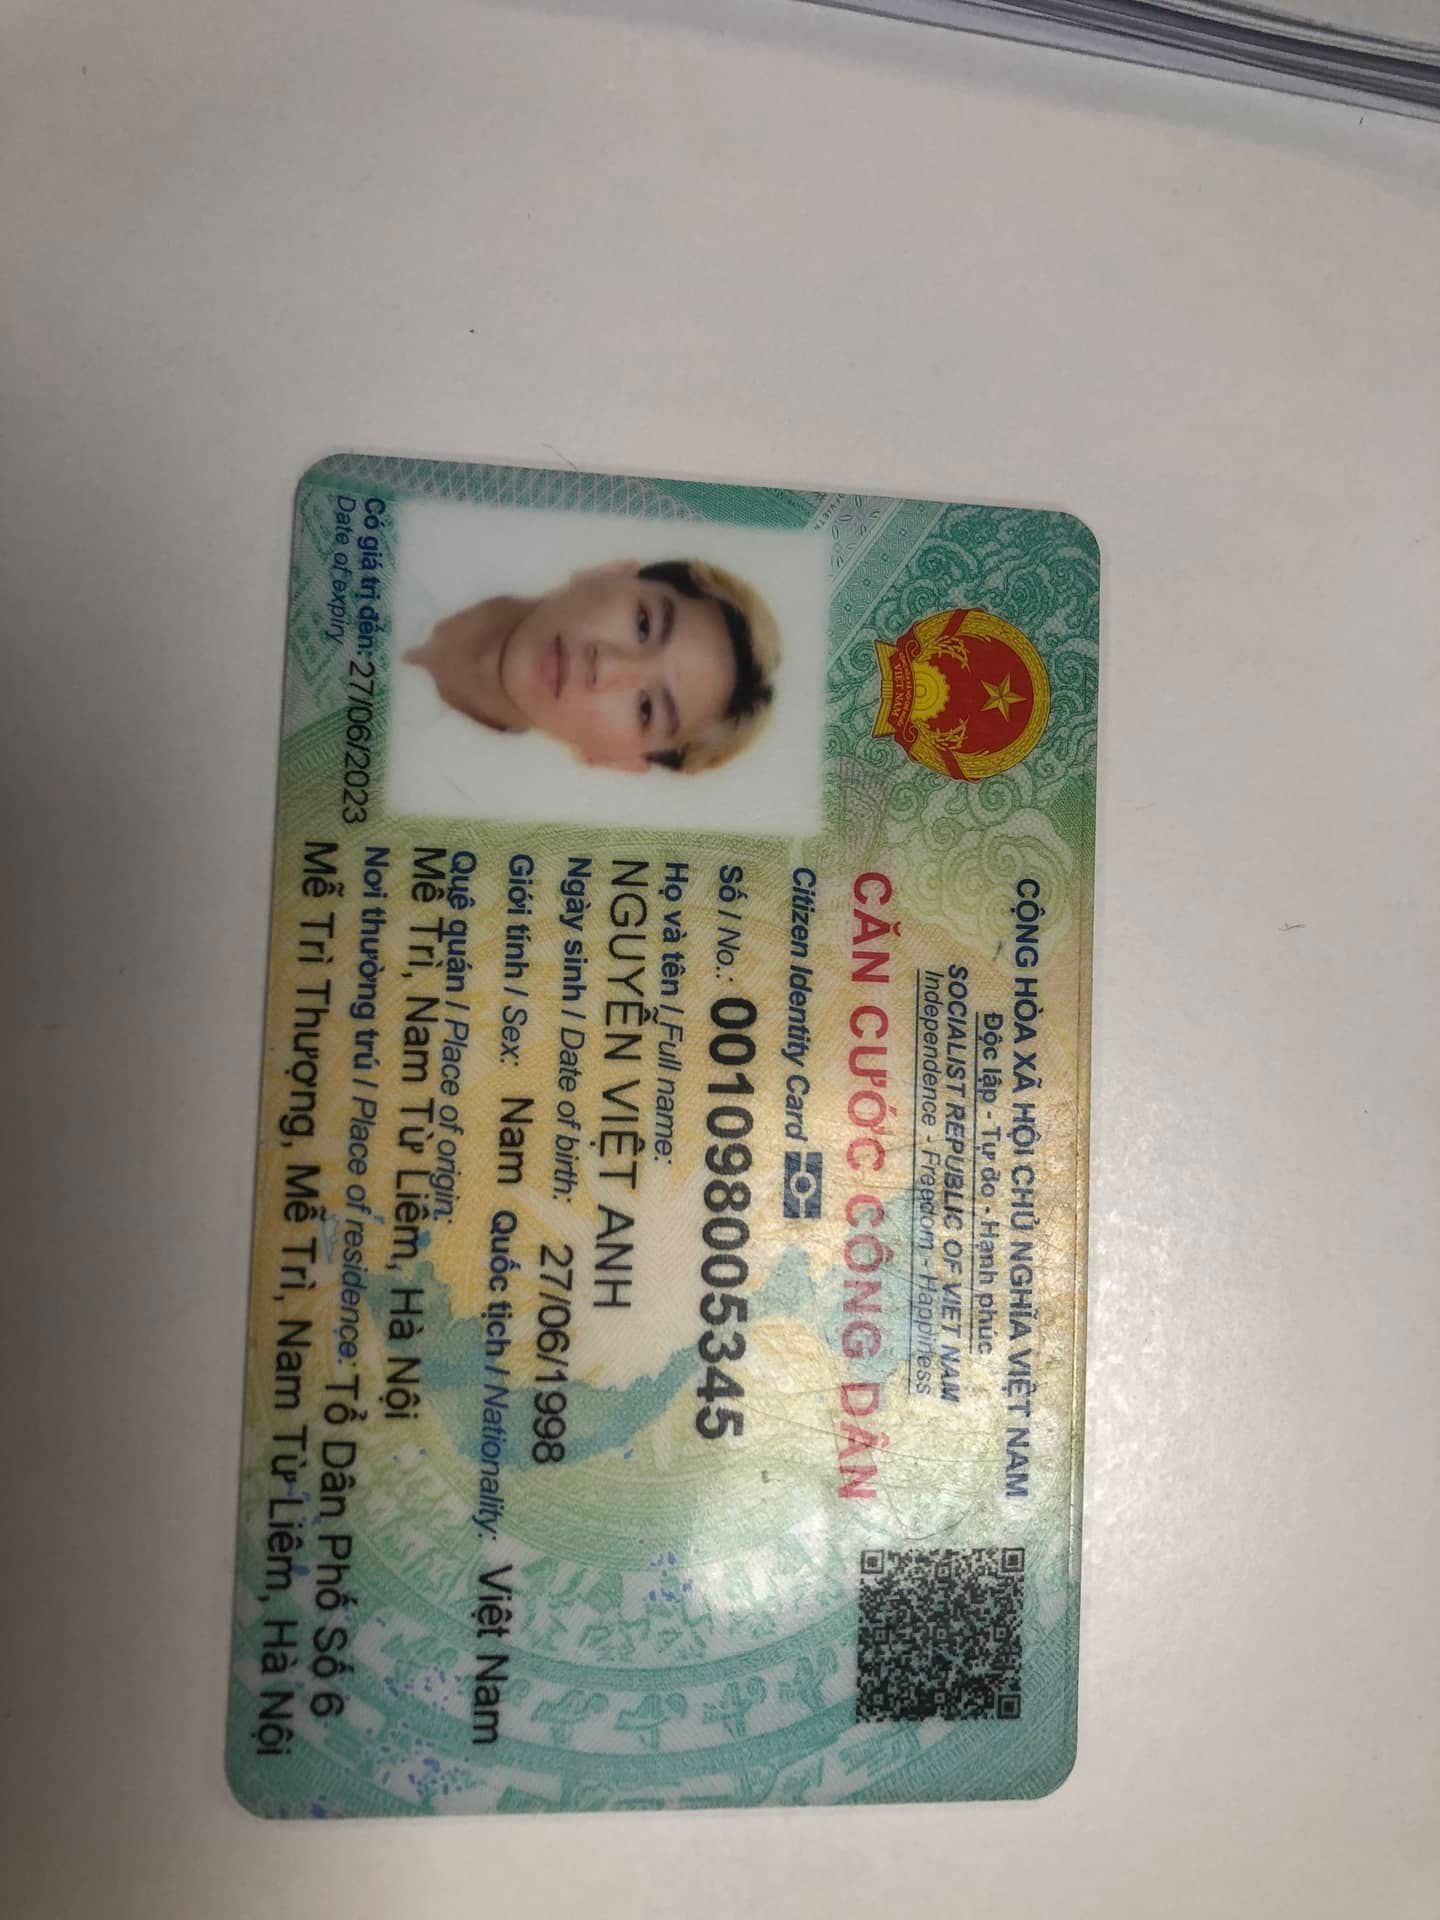 CỘNG HÒA XÃ HỘI CHỦ NGHĨA VIỆT NAM
Độc lập - Tự do - Hạnh phúc
SOCIALIST REPUBLIC OF VIET NAM
Independence - Freedom - Happiness
CĂN CƯỚC CÔNG DÂN
Citizen Identity Card
Số / No.: 001098005345
Họ và tên / Full name:
NGUYỄN VIỆT ANH
Ngày sinh / Date of birth: 27/06/1998
Giới tính / Sex: Nam Quốc tịch / Nationality: Việt Nam
Quê quán / Place of origin:
Mễ Trì, Nam Từ Liêm, Hà Nội
Nơi thường trú / Place of residence: Tổ Dân Phố Số 6
Mễ Trì Thượng, Mễ Trì, Nam Từ Liêm, Hà Nội
Có giá trị đến: 27/06/2023
Date of expiry
VIỆT NAM